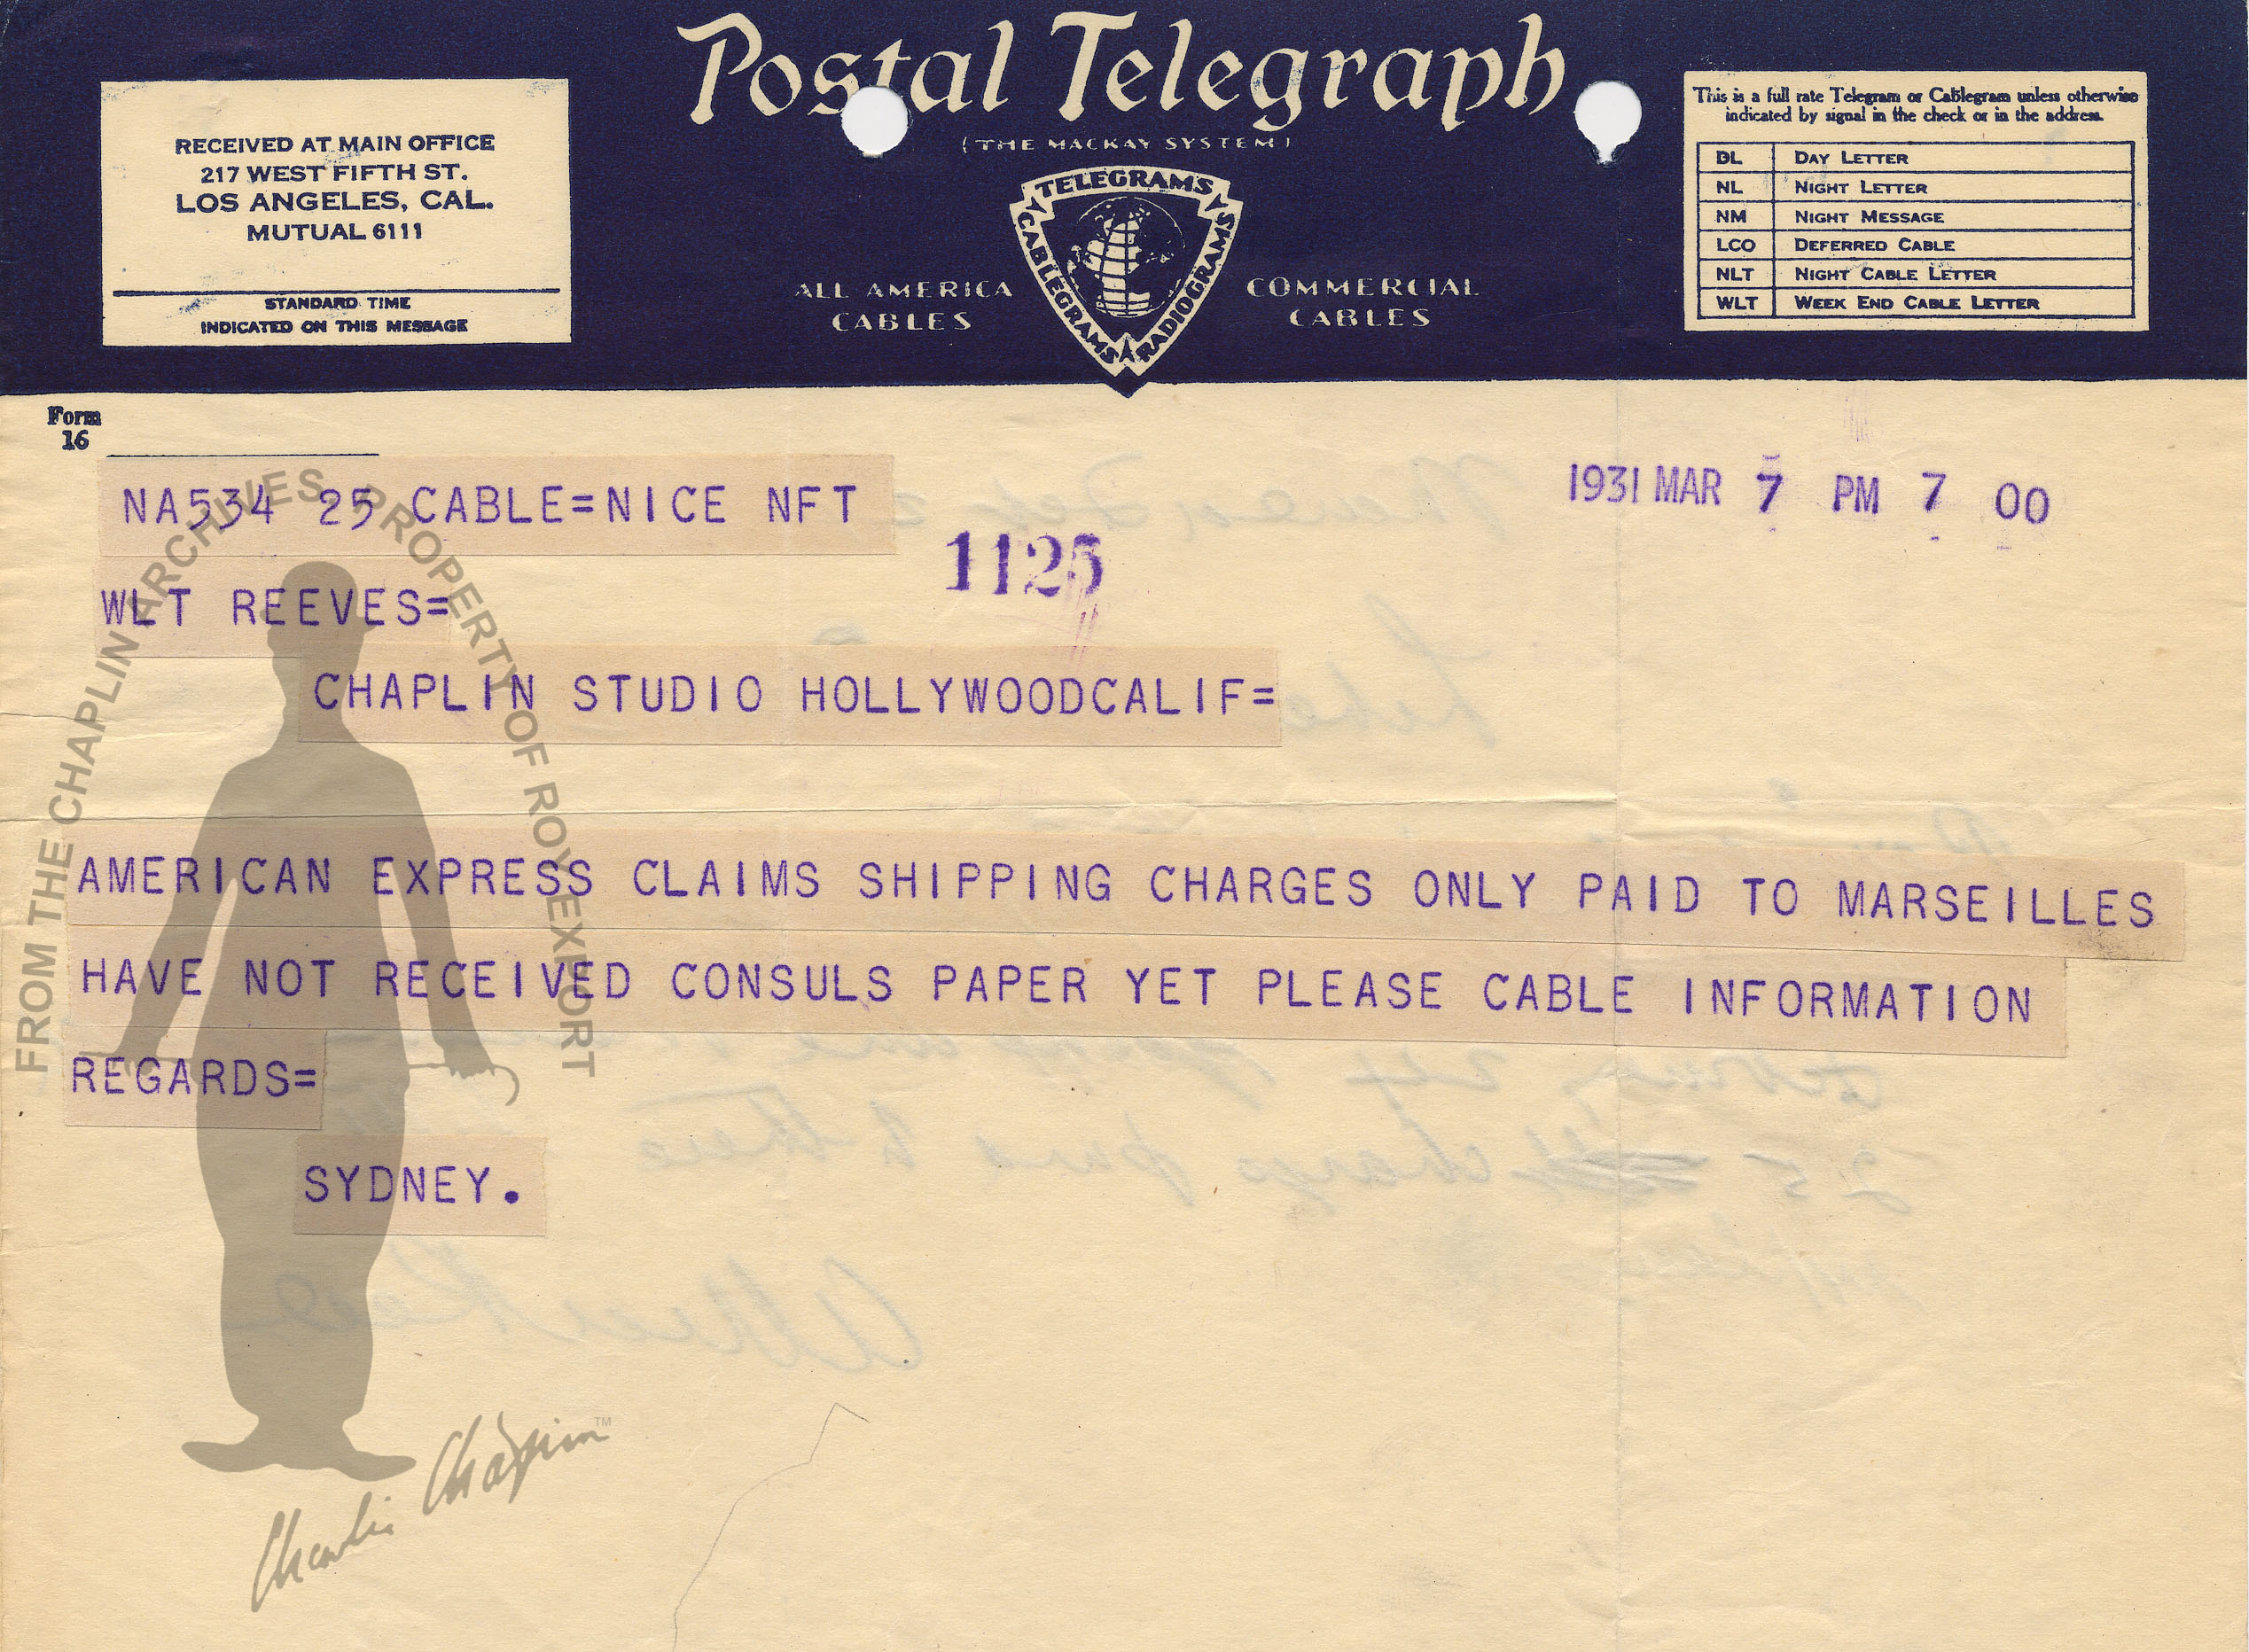 Postal Telegraph
(THE MACKAY SYSTEM)
RECEIVED AT MAIN OFFICE
217 WEST FIFTH ST.
LOS ANGELES, CAL.
MUTUAL 6111
STANDARD TIME
INDICATED ON THIS MESSAGE
TELEGRAMS
CABLEGRAMS
RADIOGRAMS
ALL AMERICA
CABLES
COMMERCIAL
CABLES
This is a full rate Telegram or Cablegram unless otherwise
indicated by signal in the check or in the address.
DL DAY LETTER
NL NIGHT LETTER
NM NIGHT MESSAGE
LCO DEFERRED CABLE
NLT NIGHT CABLE LETTER
WLT WEEK END CABLE LETTER
Form
16
1931 MAR 7 PM 7 00
NA534 25 CABLE=NICE NFT
1125
WLT REEVES=
CHAPLIN STUDIO HOLLYWOODCALIF=
AMERICAN EXPRESS CLAIMS SHIPPING CHARGES ONLY PAID TO MARSEILLES
HAVE NOT RECEIVED CONSULS PAPER YET PLEASE CABLE INFORMATION
REGARDS=
SYDNEY.
FROM THE CHAPLIN ARCHIVES PROPERTY OF ROY EXPORT
Charlie Chaplin™